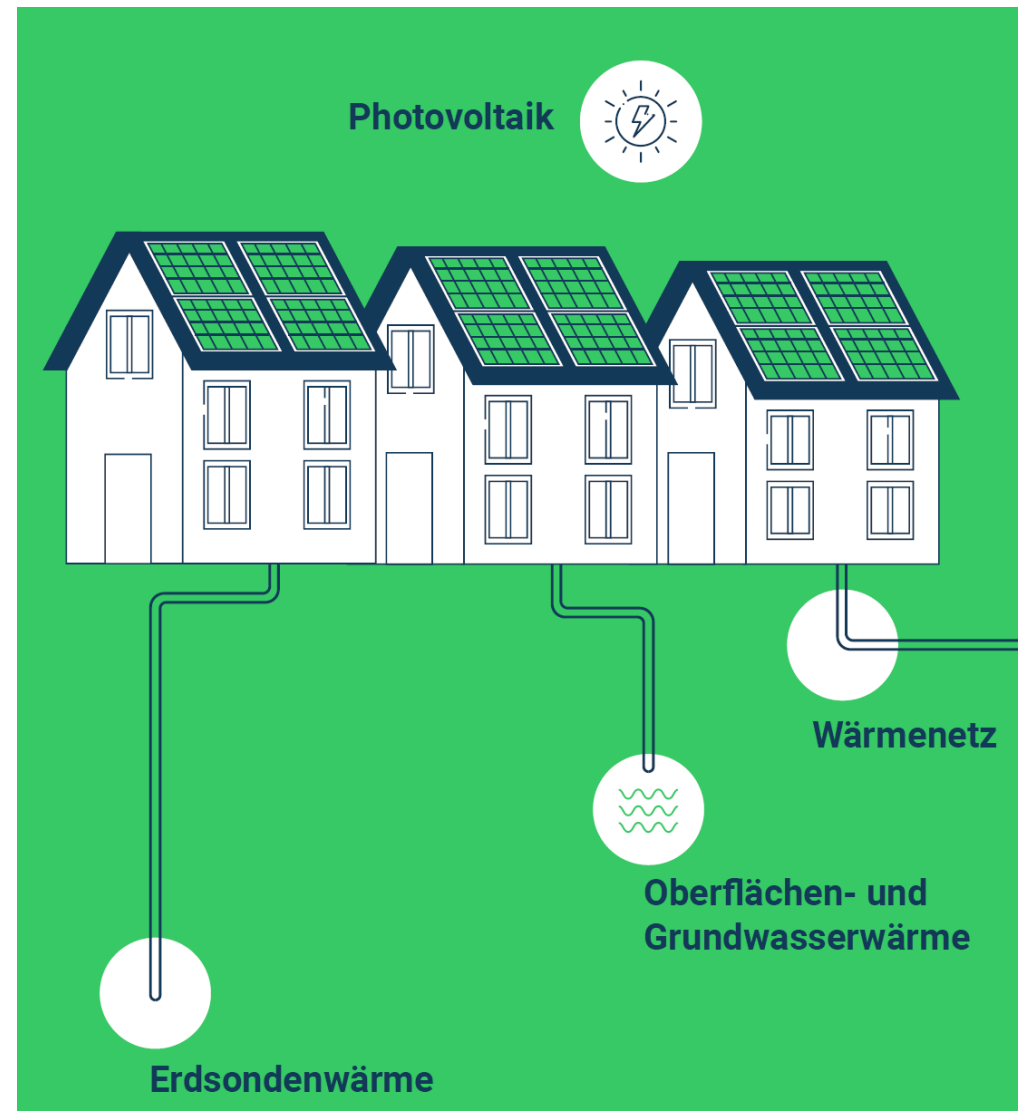 Photovoltaik
Wärmenetz
Oberflächen- und
Grundwasserwärme
Erdsondenwärme